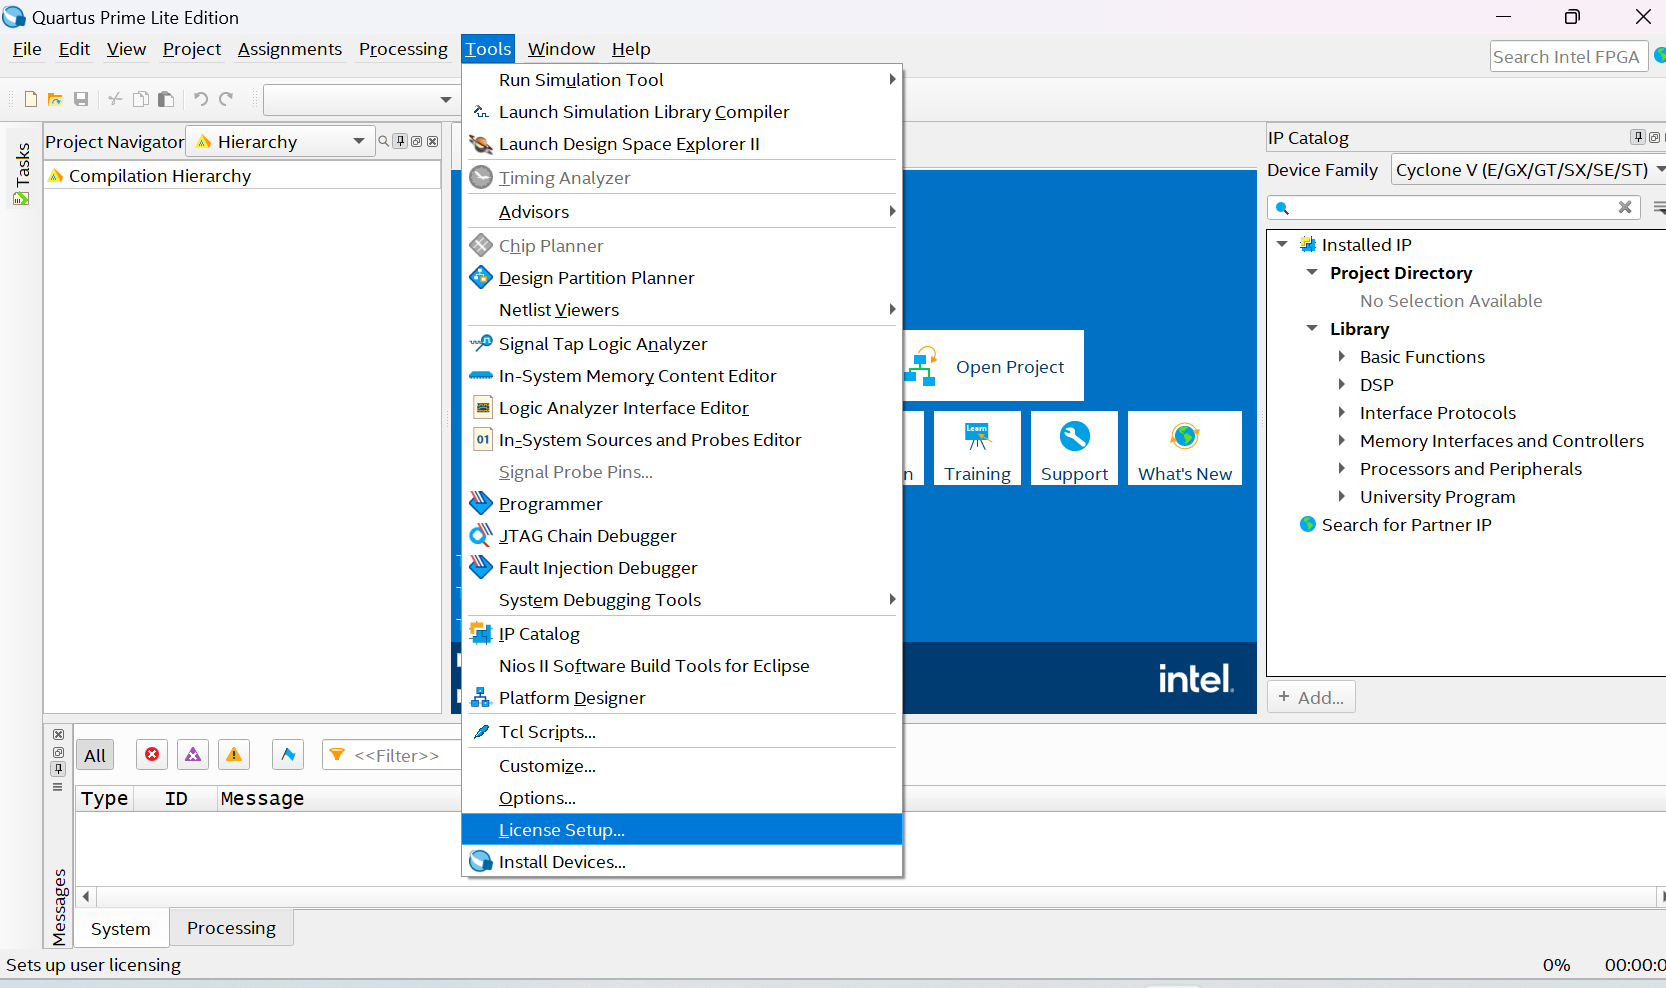 Quartus Prime Lite Edition
File Edit View Project Assignments Processing Tools Window Help
Search Intel FPGA
Tasks
Project Navigator Hierarchy
Compilation Hierarchy
Run Simulation Tool
Launch Simulation Library Compiler
Launch Design Space Explorer II
Timing Analyzer
Advisors
Chip Planner
Design Partition Planner
Netlist Viewers
Signal Tap Logic Analyzer
In-System Memory Content Editor
Logic Analyzer Interface Editor
In-System Sources and Probes Editor
Signal Probe Pins...
Programmer
JTAG Chain Debugger
Fault Injection Debugger
System Debugging Tools
IP Catalog
Nios II Software Build Tools for Eclipse
Platform Designer
Tcl Scripts...
Customize...
Options...
License Setup...
Install Devices...
Open Project
n
Learn
Training
Support
What's New
intel.
IP Catalog
Device Family Cyclone V (E/GX/GT/SX/SE/ST)
Installed IP
Project Directory
No Selection Available
Library
Basic Functions
DSP
Interface Protocols
Memory Interfaces and Controllers
Processors and Peripherals
University Program
Search for Partner IP
+ Add...
Messages
All
<<Filter>>
Type ID Message
System Processing
Sets up user licensing
0% 00:00:0